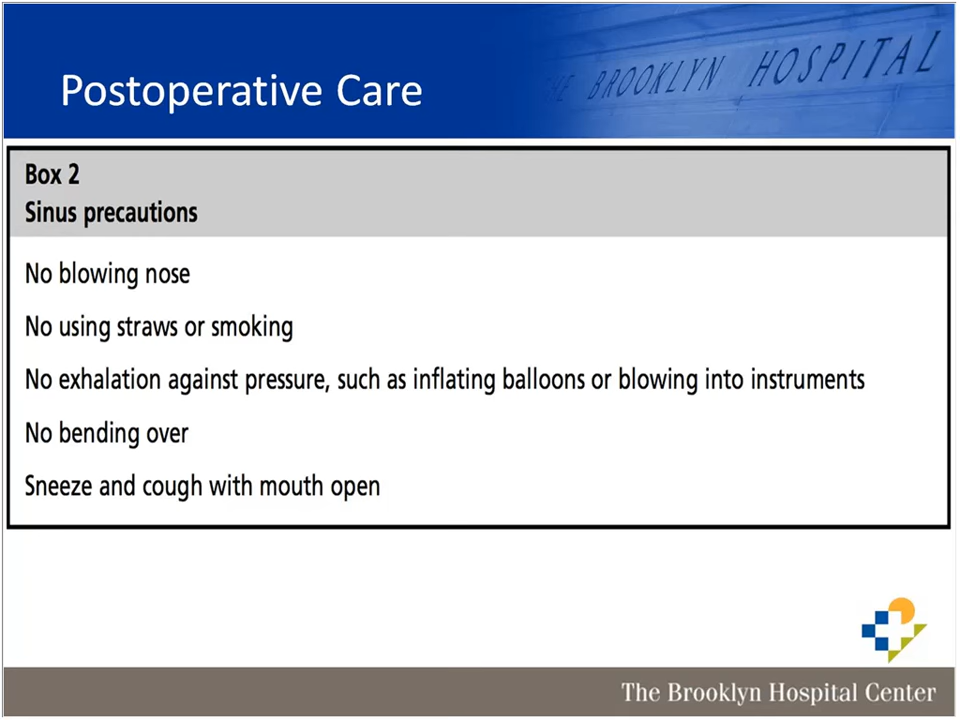 THE BROOKLYN HOSPITAL
Postoperative Care
Box 2
Sinus precautions
No blowing nose
No using straws or smoking
No exhalation against pressure, such as inflating balloons or blowing into instruments
No bending over
Sneeze and cough with mouth open
The Brooklyn Hospital Center